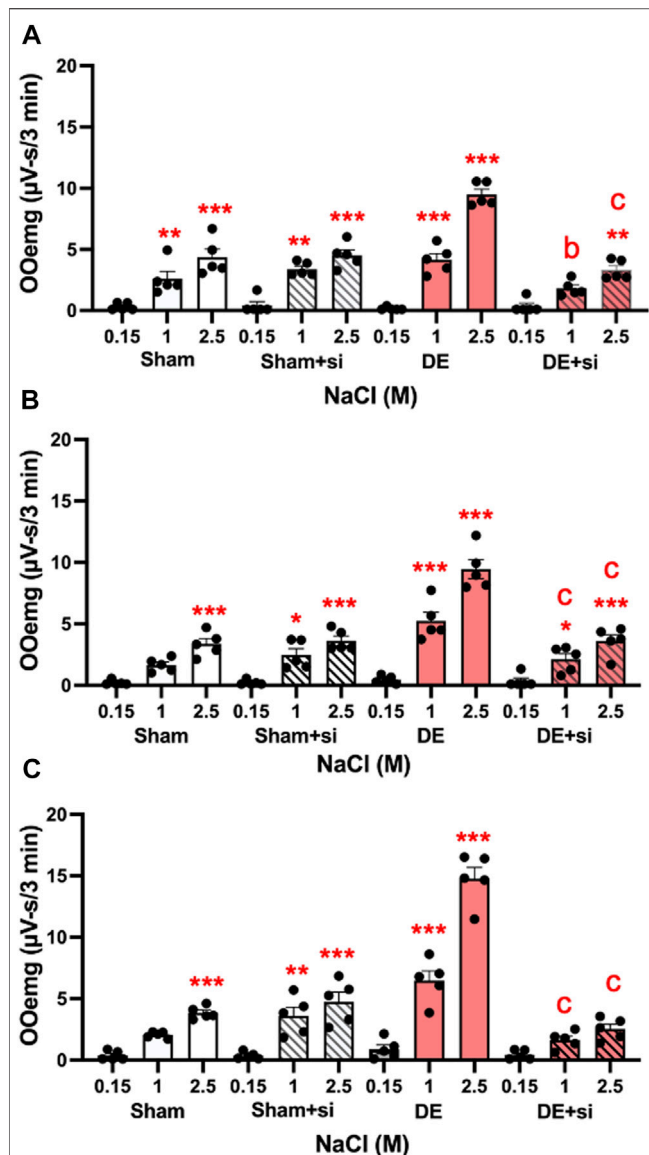 A
OOemg (µV-s/3 min)
20
15
10
5
0
** *** ** *** *** *** b c **
0.15 1 2.5 0.15 1 2.5 0.15 1 2.5 0.15 1 2.5
Sham Sham+si DE DE+si
NaCl (M)
B
OOemg (µV-s/3 min)
20
15
10
5
0
*** * *** *** *** c * c ***
0.15 1 2.5 0.15 1 2.5 0.15 1 2.5 0.15 1 2.5
Sham Sham+si DE DE+si
NaCl (M)
C
OOemg (µV-s/3 min)
20
15
10
5
0
*** ** *** *** *** c c
0.15 1 2.5 0.15 1 2.5 0.15 1 2.5 0.15 1 2.5
Sham Sham+si DE DE+si
NaCl (M)